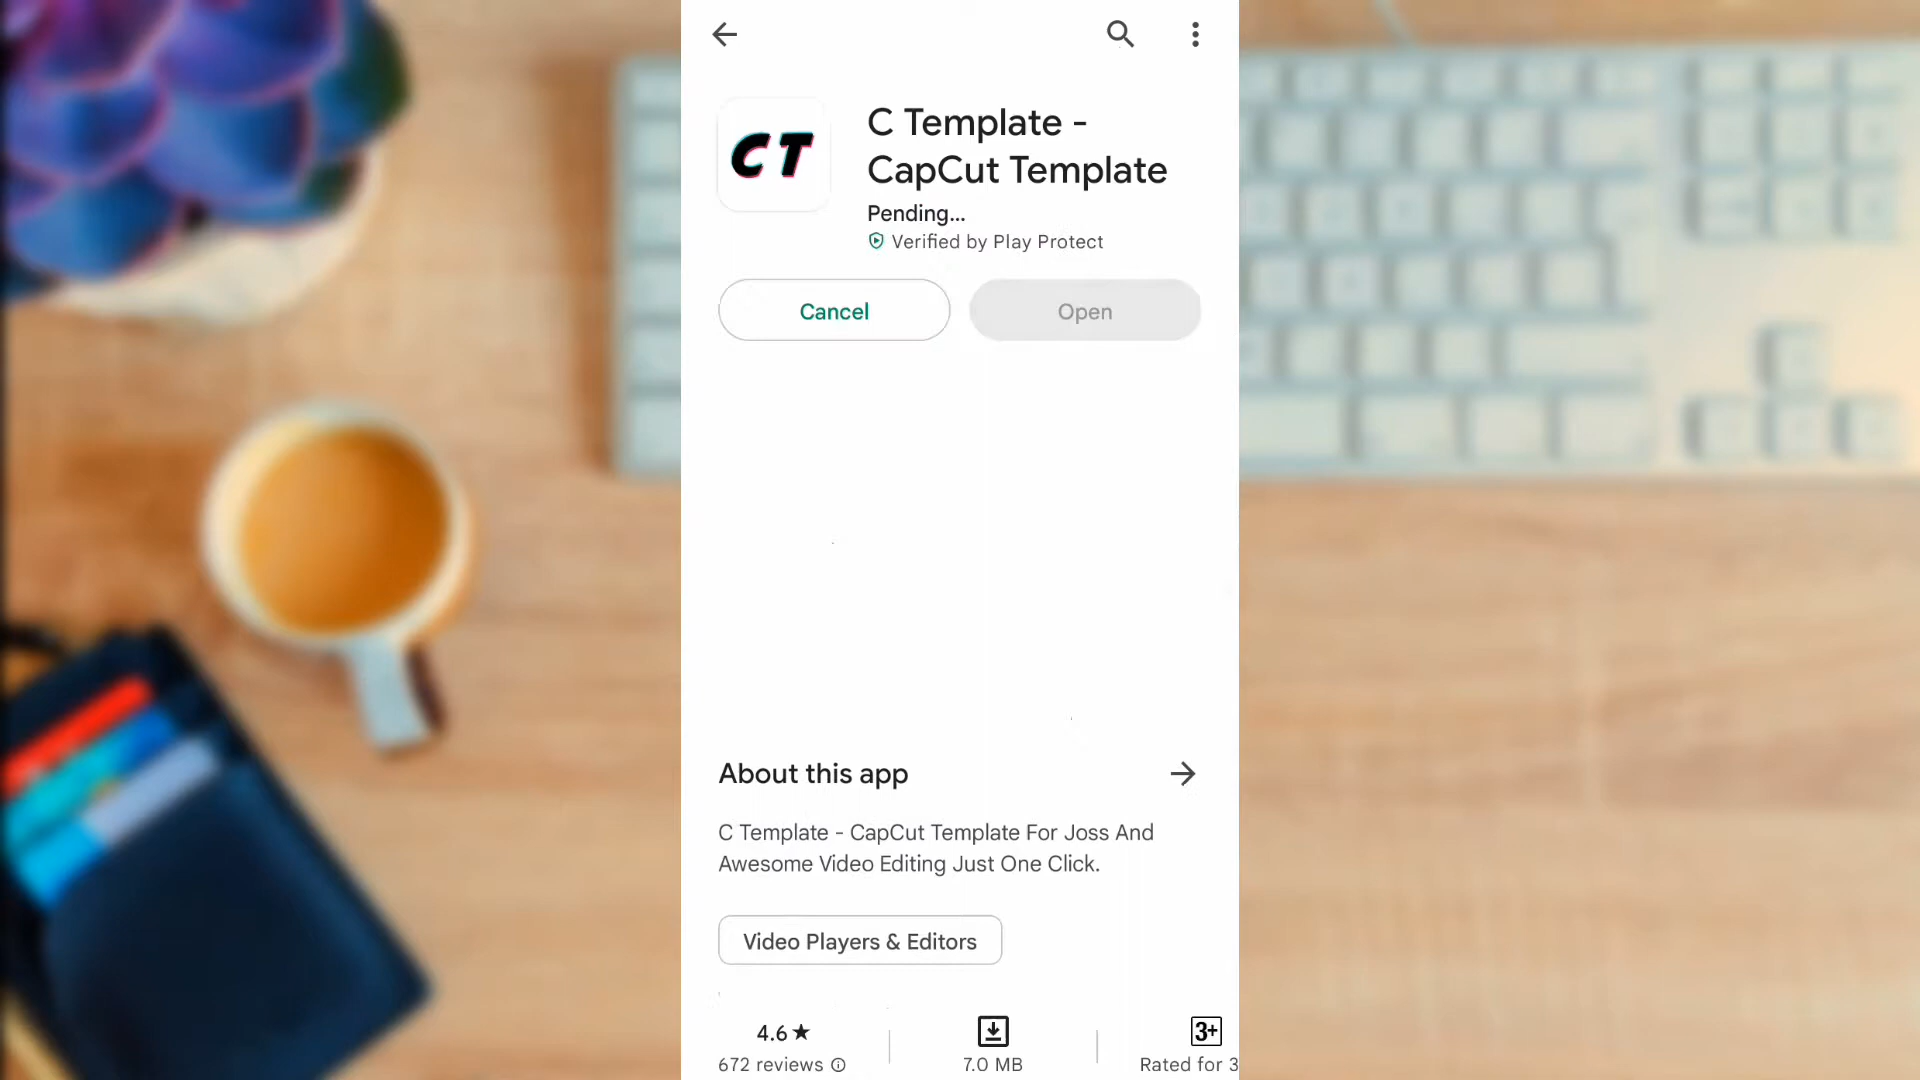 CT
C Template -
CapCut Template
Pending...
Verified by Play Protect
Cancel
Open
About this app
C Template - CapCut Template For Joss And
Awesome Video Editing Just One Click.
Video Players & Editors
4.6★
672 reviews
7.0 MB
3+
Rated for 3